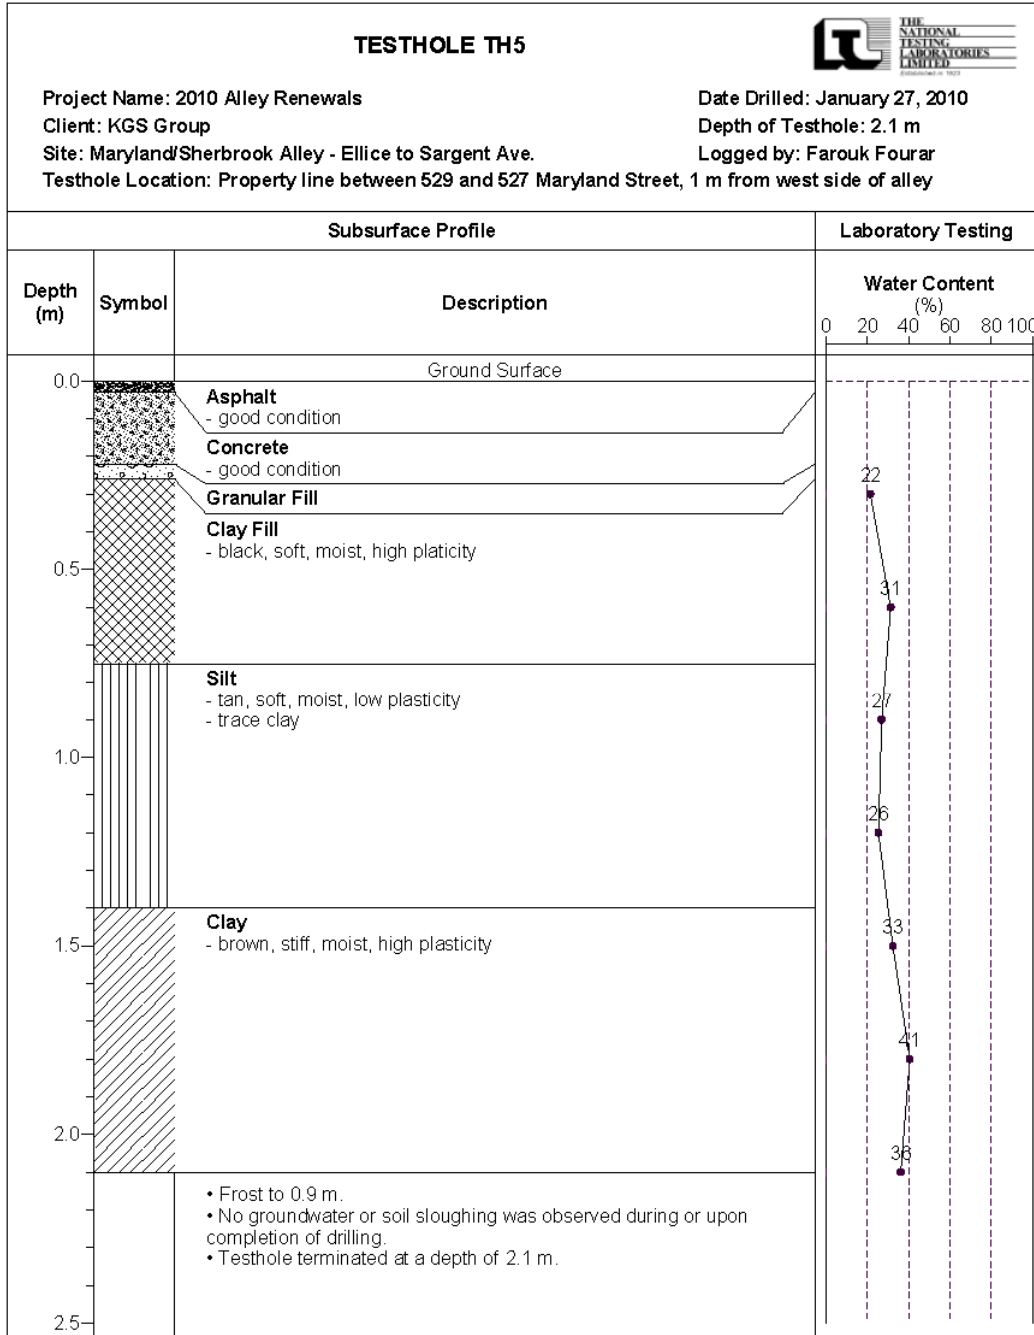 TESTHOLE TH5
THE
NATIONAL
TESTING
LABORATORIES
LIMITED
Established in 1923
Project Name: 2010 Alley Renewals
Date Drilled: January 27, 2010
Client: KGS Group
Depth of Testhole: 2.1 m
Site: Maryland/Sherbrook Alley - Ellice to Sargent Ave.
Logged by: Farouk Fourar
Testhole Location: Property line between 529 and 527 Maryland Street, 1 m from west side of alley
Subsurface Profile
Laboratory Testing
Depth
(m)
Symbol
Description
Water Content
(%)
0 20 40 60 80 100
Ground Surface
0.0
Asphalt
- good condition
Concrete
- good condition
22
Granular Fill
Clay Fill
- black, soft, moist, high platicity
0.5
31
Silt
- tan, soft, moist, low plasticity
- trace clay
27
1.0
26
Clay
- brown, stiff, moist, high plasticity
33
1.5
41
2.0
36
• Frost to 0.9 m.
• No groundwater or soil sloughing was observed during or upon
completion of drilling.
• Testhole terminated at a depth of 2.1 m.
2.5